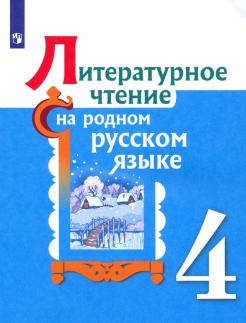 Литературное
чтение
на родном
русском
языке
4